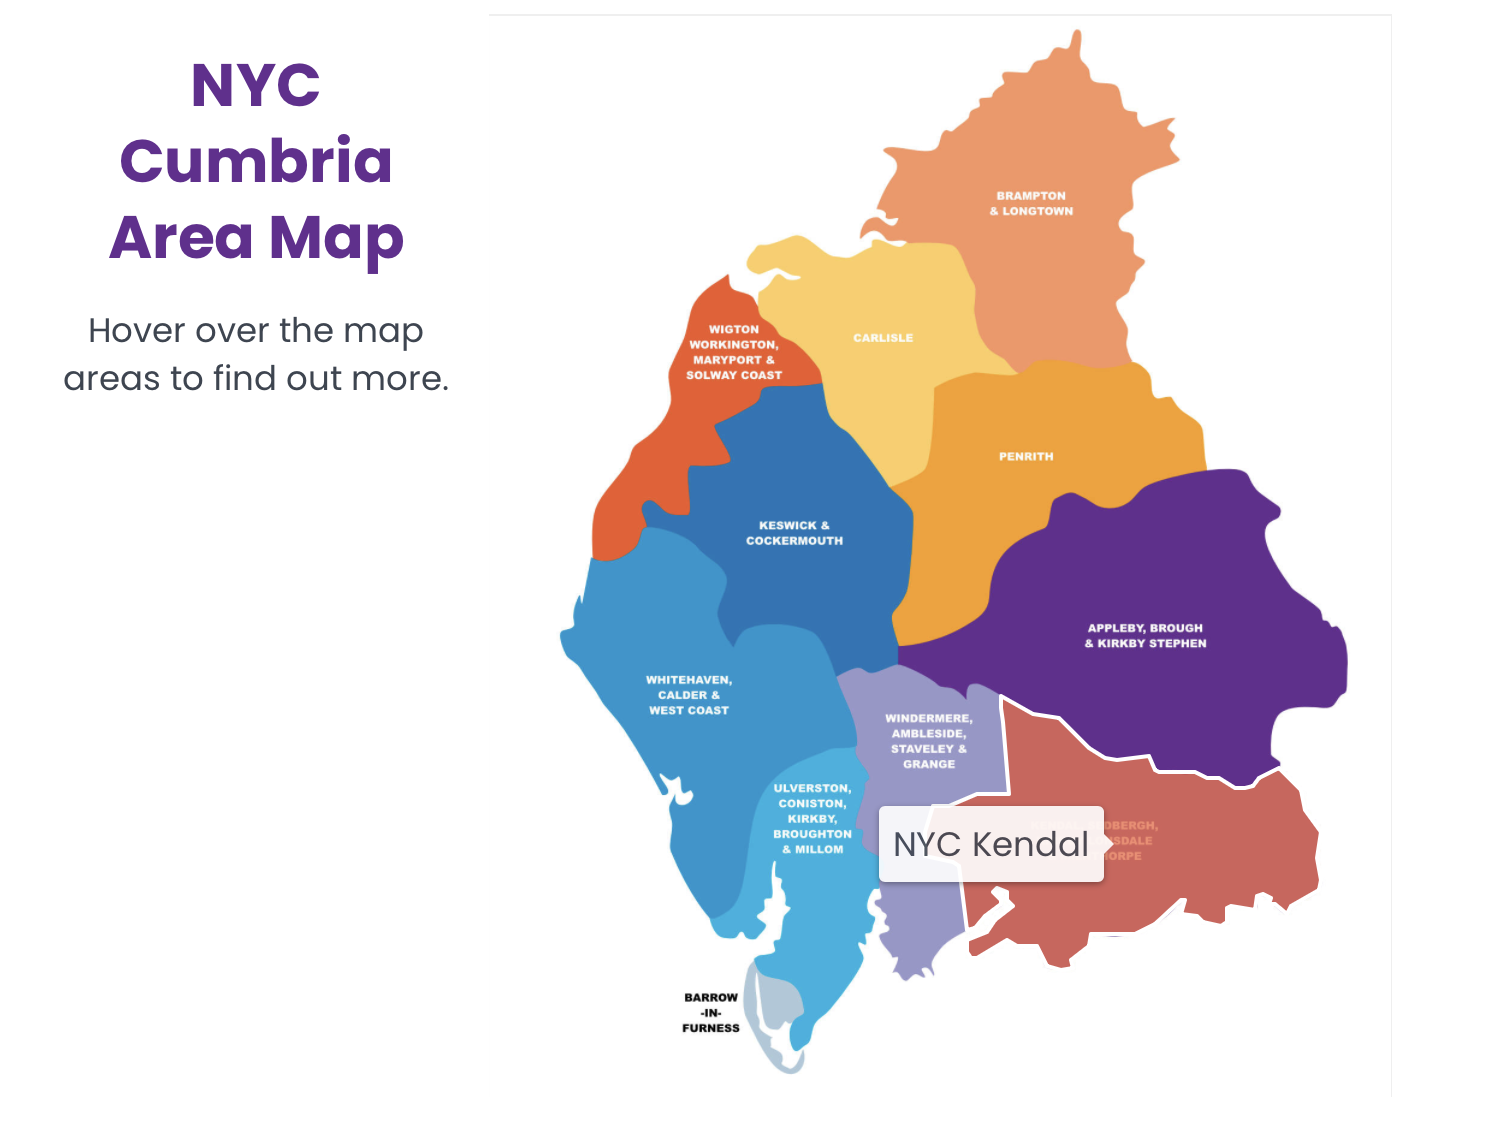 NYC
Cumbria
Area Map
Hover over the map
areas to find out more.
BRAMPTON
& LONGTOWN
WIGTON
WORKINGTON,
MARYPORT &
SOLWAY COAST
CARLISLE
PENRITH
KESWICK &
COCKERMOUTH
APPLEBY, BROUGH
& KIRKBY STEPHEN
WHITEHAVEN,
CALDER &
WEST COAST
WINDERMERE,
AMBLESIDE,
STAVELEY &
GRANGE
ULVERSTON,
CONISTON,
KIRKBY,
BROUGHTON
& MILLOM
NYC Kendal
BARROW
-IN-
FURNESS